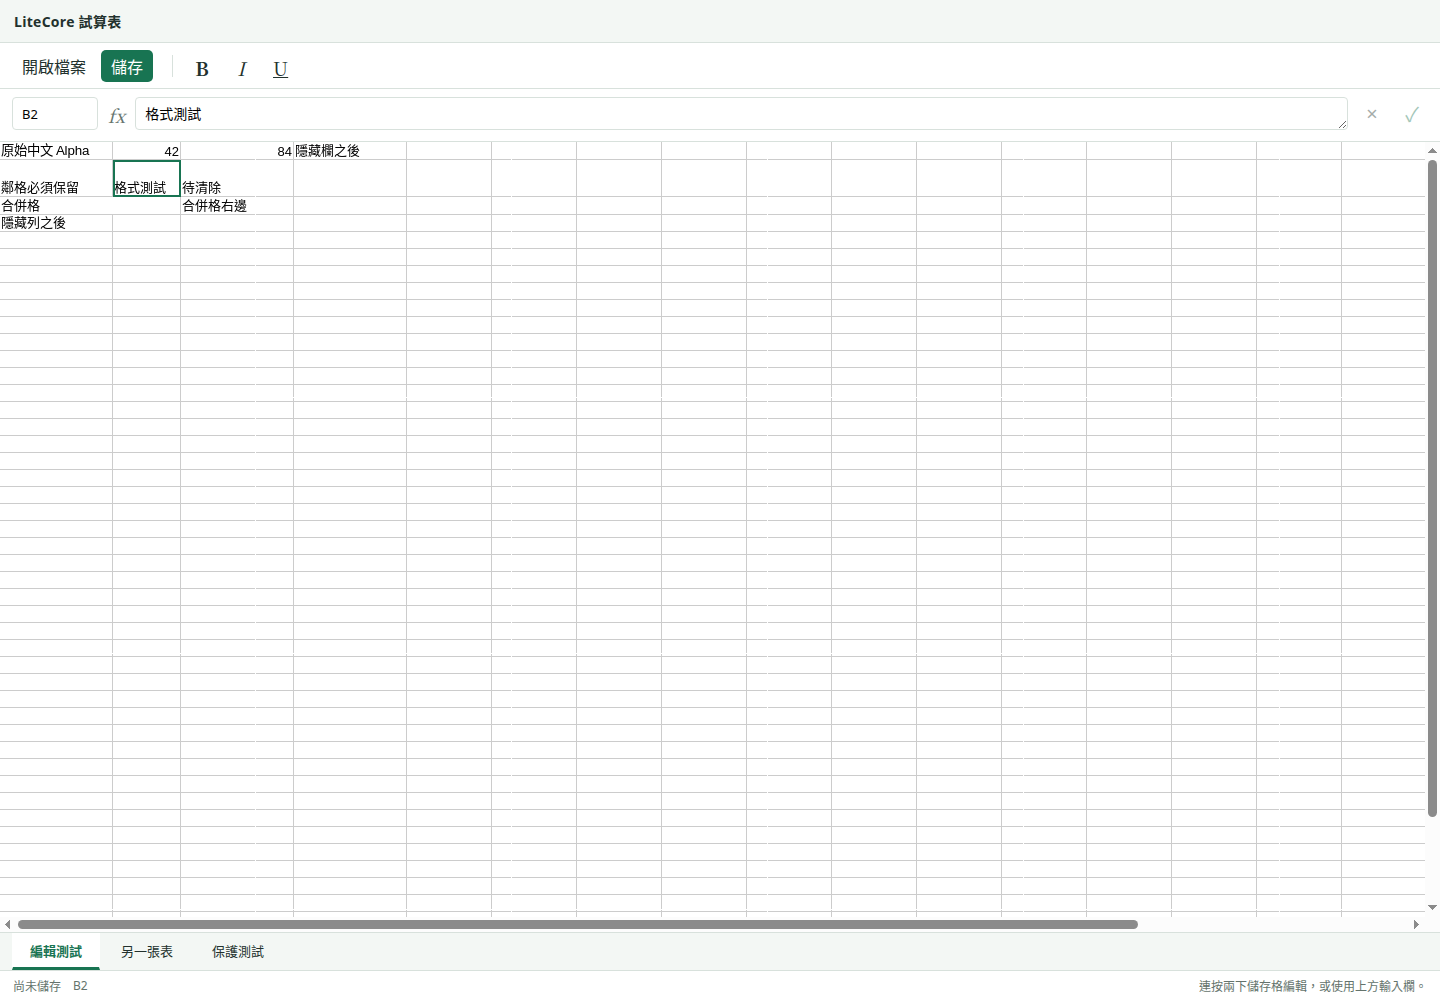 LiteCore 試算表
開啟檔案 儲存 B I U
B2 fx 格式測試 × ✓
原始中文 Alpha 42 84 隱藏欄之後
鄰格必須保留 格式測試 待清除
合併格 合併格右邊
隱藏列之後
編輯測試 另一張表 保護測試
尚未儲存 B2 連按兩下儲存格編輯，或使用上方輸入欄。